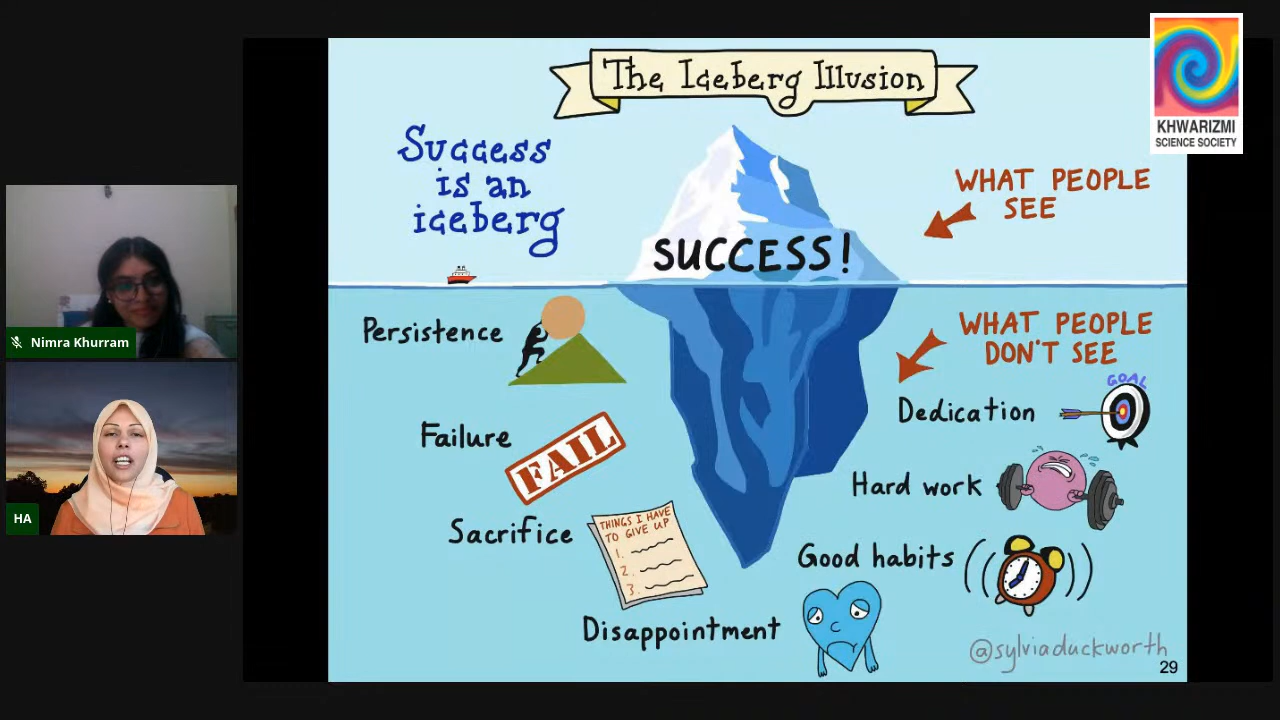 The Iceberg Illusion
Success
is an
iceberg
WHAT PEOPLE
SEE
SUCCESS!
KHWARIZMI
SCIENCE SOCIETY
Persistence
WHAT PEOPLE
DON'T SEE
GOAL
Dedication
Failure
FAIL
Hard work
Sacrifice
THINGS I HAVE
TO GIVE UP
1.
2.
3.
Good habits
Disappointment
@sylviaduckworth
29
Nimra Khurram
HA